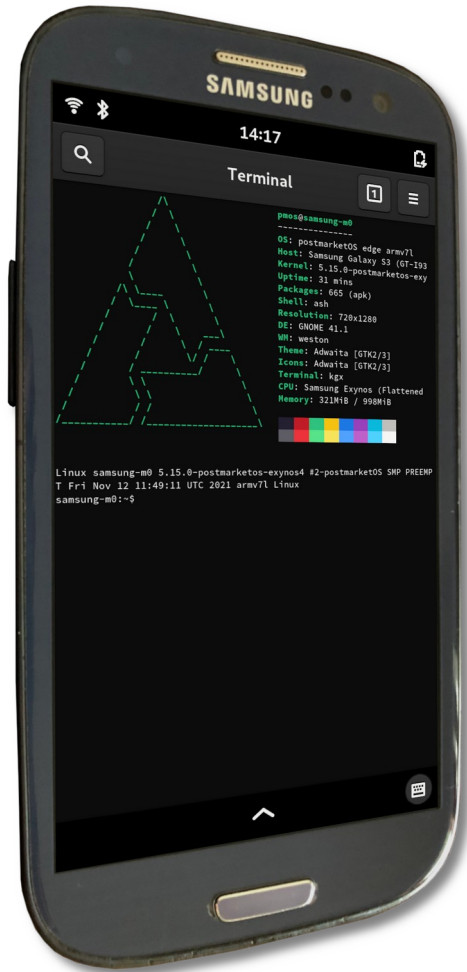 SAMSUNG
14:17
Terminal
1
pmos@samsung-m0
---------------
OS: postmarketOS edge armv7l
Host: Samsung Galaxy S3 (GT-I93
Kernel: 5.15.0-postmarketos-exy
Uptime: 31 mins
Packages: 665 (apk)
Shell: ash
Resolution: 720x1280
DE: GNOME 41.1
WM: weston
Theme: Adwaita [GTK2/3]
Icons: Adwaita [GTK2/3]
Terminal: kgx
CPU: Samsung Exynos (Flattened
Memory: 321MiB / 998MiB
Linux samsung-m0 5.15.0-postmarketos-exynos4 #2-postmarketOS SMP PREEMP
T Fri Nov 12 11:49:11 UTC 2021 armv7l Linux
samsung-m0:~$